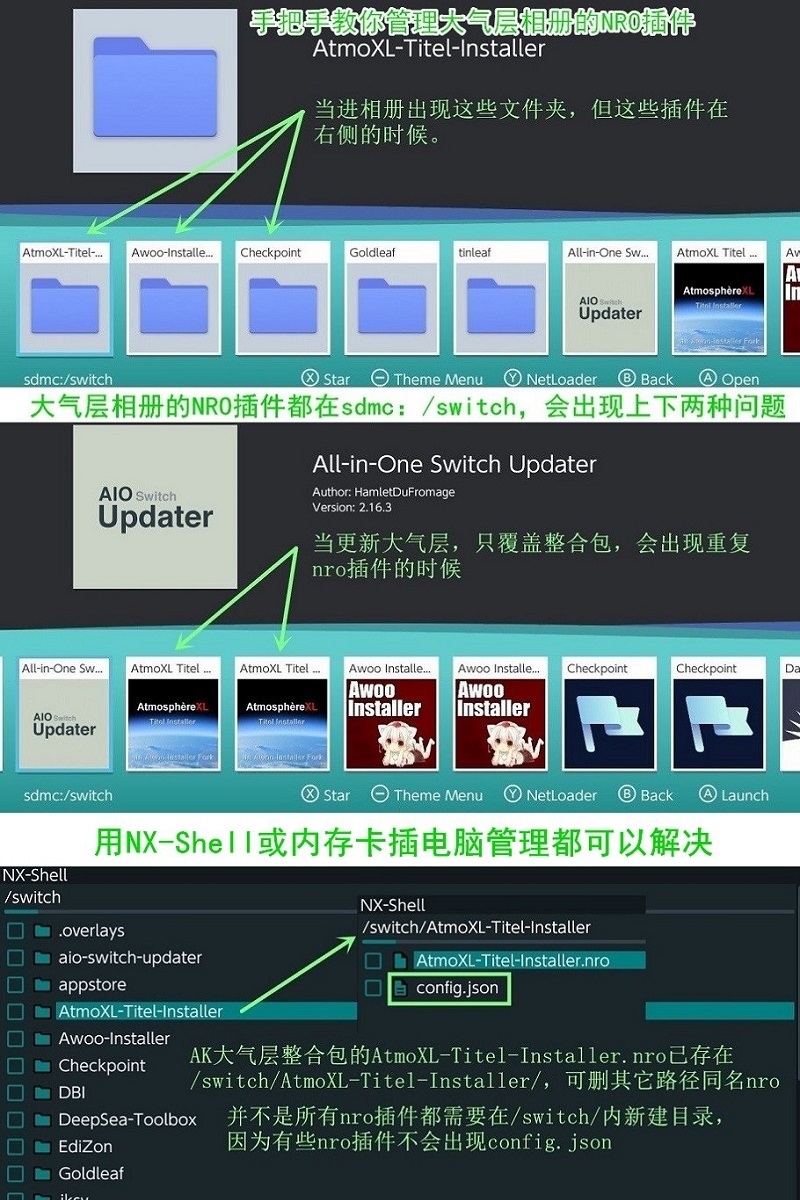 手把手教你管理大气层相册的NRO插件
AtmoXL-Titel-Installer
当进相册出现这些文件夹，但这些插件在
右侧的时候。
AtmoXL-Titel-...
Awoo-Installe...
Checkpoint
Goldleaf
tinleaf
All-in-One Sw...
AtmoXL Titel ...
AIO Switch
Updater
AtmosphèreXL
Titel Installer
sdmc:/switch
Ⓧ Star
⊖ Theme Menu
Ⓨ NetLoader
Ⓑ Back
Ⓐ Open
大气层相册的NRO插件都在sdmc：/switch，会出现上下两种问题
AIO Switch
Updater
All-in-One Switch Updater
Author: HamletDuFromage
Version: 2.16.3
当更新大气层，只覆盖整合包，会出现重复
nro插件的时候
All-in-One Sw...
AtmoXL Titel ...
AtmoXL Titel ...
Awoo Installe...
Awoo Installe...
Checkpoint
Checkpoint
AIO Switch
Updater
AtmosphèreXL
Titel Installer
AtmosphèreXL
Titel Installer
Awoo
Installer
Awoo
Installer
sdmc:/switch
Ⓧ Star
⊖ Theme Menu
Ⓨ NetLoader
Ⓑ Back
Ⓐ Launch
用NX-Shell或内存卡插电脑管理都可以解决
NX-Shell
/switch
.overlays
aio-switch-updater
appstore
AtmoXL-Titel-Installer
Awoo-Installer
Checkpoint
DBI
DeepSea-Toolbox
EdiZon
Goldleaf
NX-Shell
/switch/AtmoXL-Titel-Installer
AtmoXL-Titel-Installer.nro
config.json
AK大气层整合包的AtmoXL-Titel-Installer.nro已存在
/switch/AtmoXL-Titel-Installer/，可删其它路径同名nro
并不是所有nro插件都需要在/switch/内新建目录，
因为有些nro插件不会出现config.json